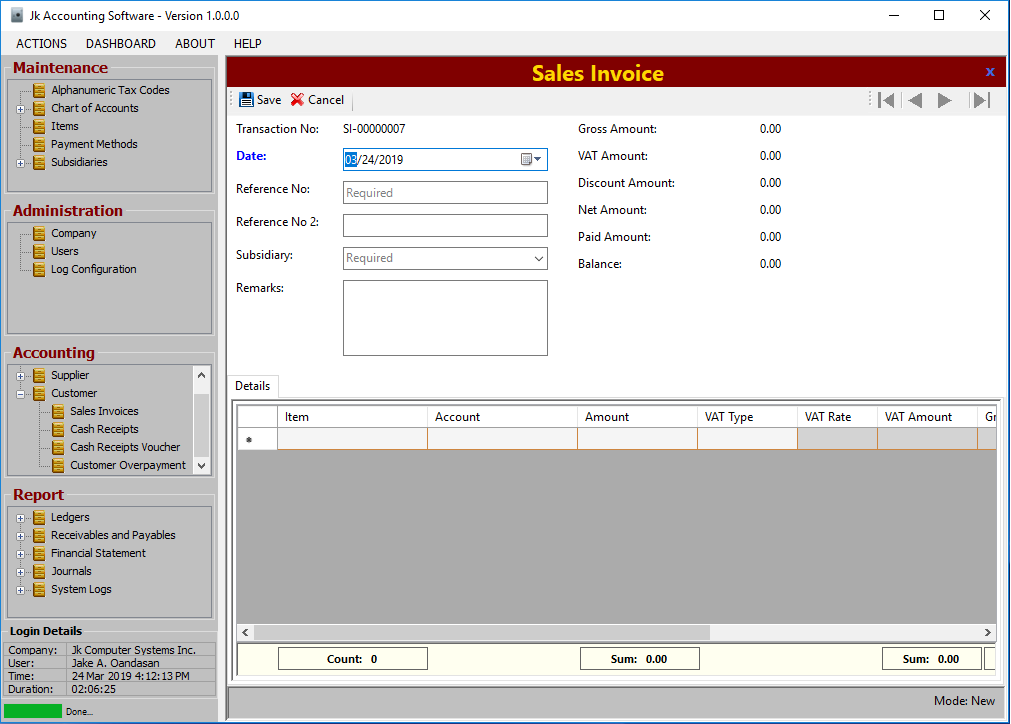 Jk Accounting Software - Version 1.0.0.0
ACTIONS DASHBOARD ABOUT HELP
Maintenance
Alphanumeric Tax Codes
Chart of Accounts
Items
Payment Methods
Subsidiaries
Administration
Company
Users
Log Configuration
Accounting
Supplier
Customer
Sales Invoices
Cash Receipts
Cash Receipts Voucher
Customer Overpayment
Report
Ledgers
Receivables and Payables
Financial Statement
Journals
System Logs
Login Details
Company: Jk Computer Systems Inc.
User: Jake A. Oandasan
Time: 24 Mar 2019 4:12:13 PM
Duration: 02:06:25
Done...
Sales Invoice x
Save Cancel
Transaction No: SI-00000007
Date: 03/24/2019
Reference No: Required
Reference No 2:
Subsidiary: Required
Remarks:
Gross Amount: 0.00
VAT Amount: 0.00
Discount Amount: 0.00
Net Amount: 0.00
Paid Amount: 0.00
Balance: 0.00
Details
Item Account Amount VAT Type VAT Rate VAT Amount Gr
*
Count: 0 Sum: 0.00 Sum: 0.00
Mode: New